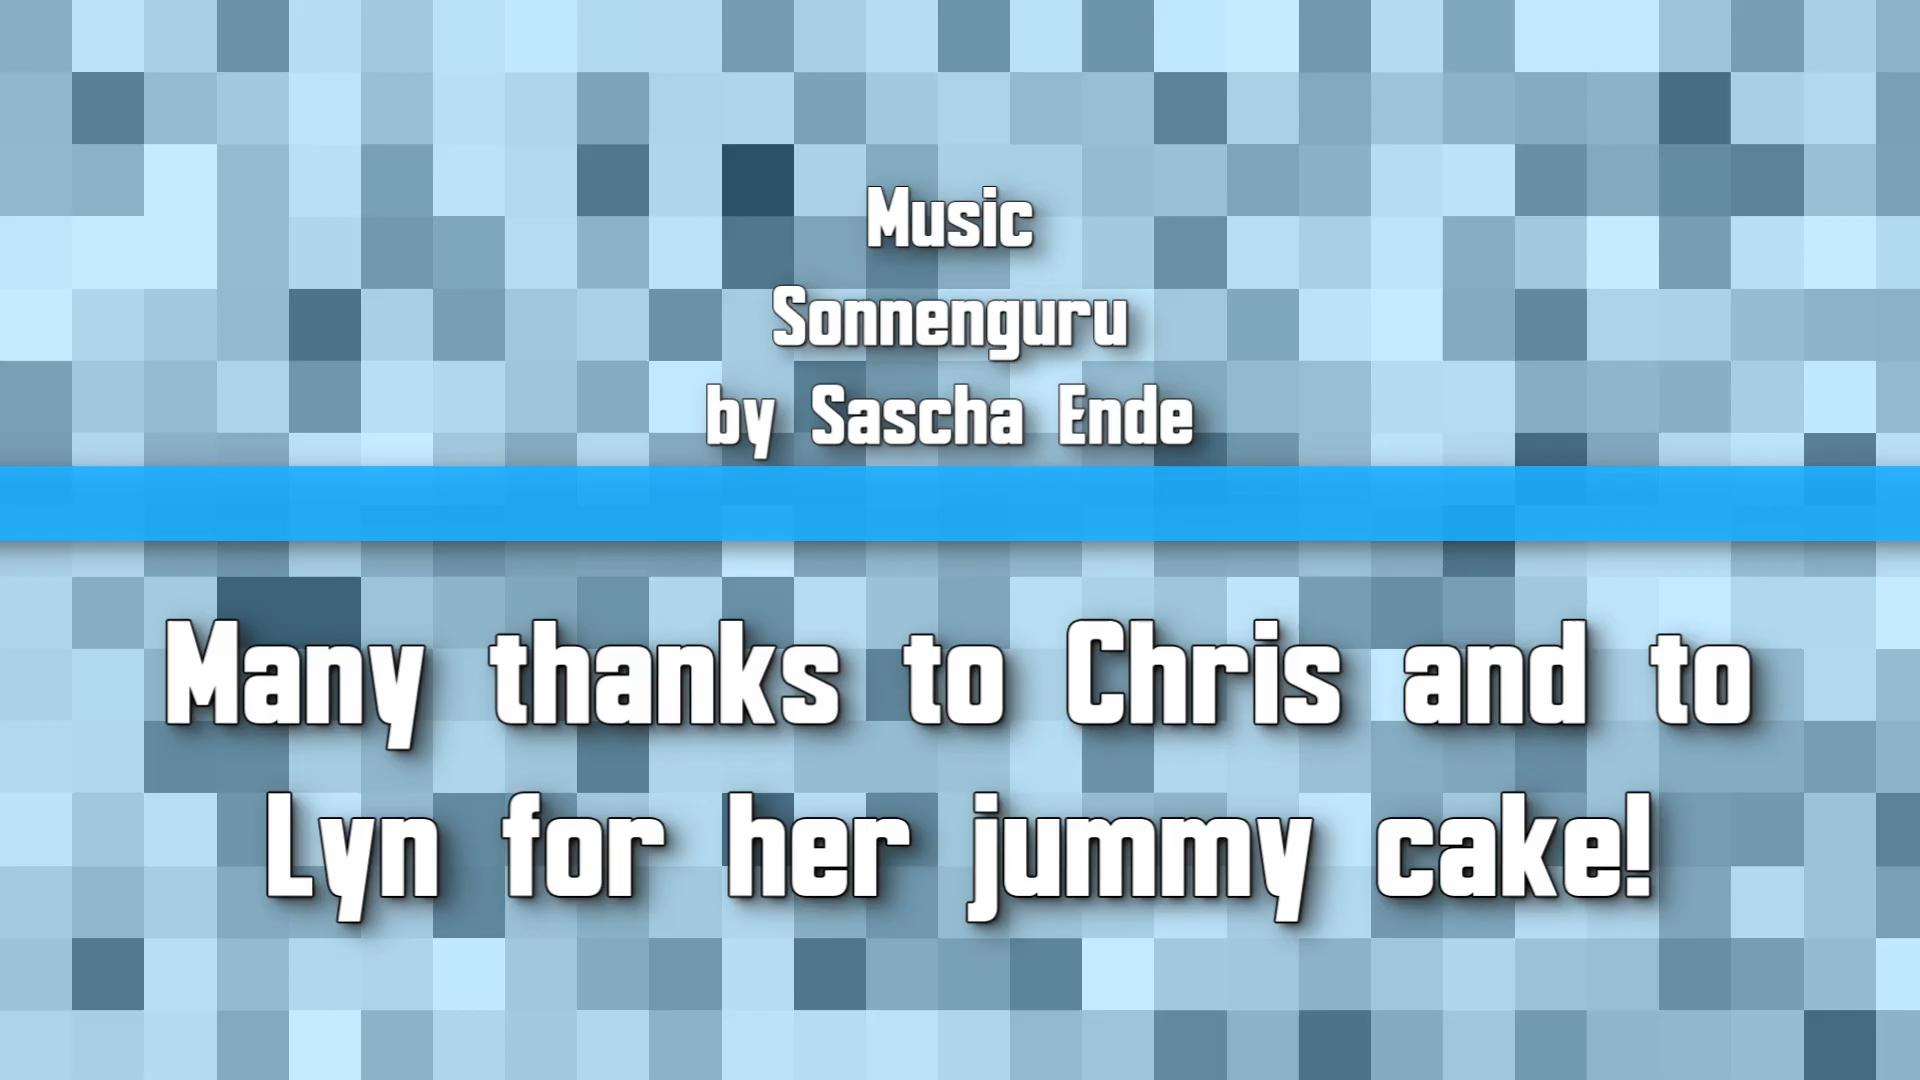 Music
Sonnenguru
by Sascha Ende
Many thanks to Chris and to
Lyn for her jummy cake!